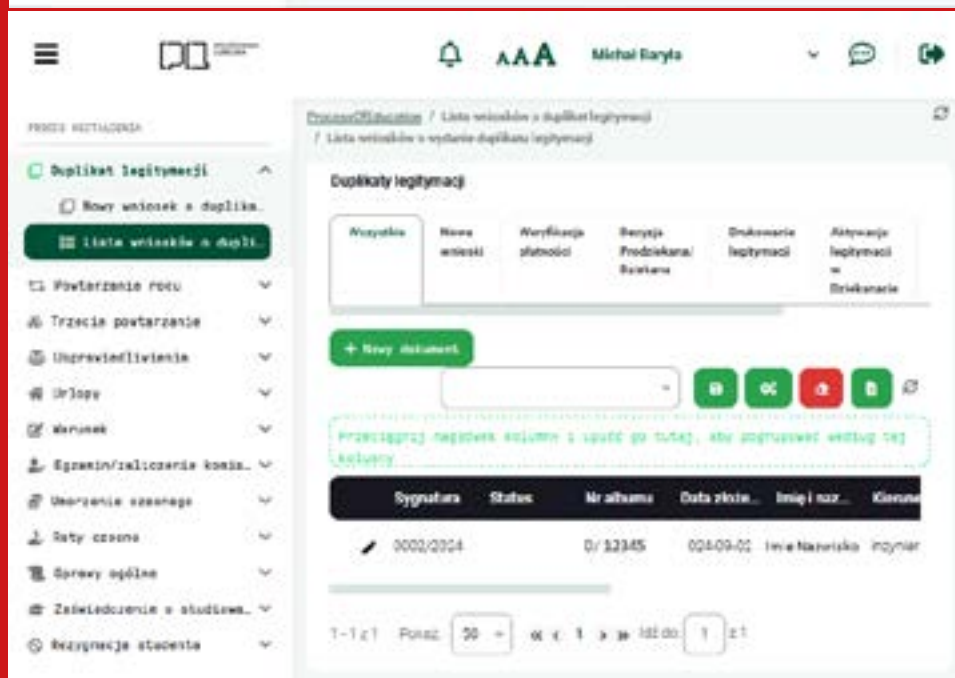 AAA
Michał Baryła
PROCES KSZTAŁCENIA
Duplikat legitymacji
Nowy wniosek o duplika…
Lista wniosków o dupli…
Powtarzanie roku
Trzecie powtarzanie
Usprawiedliwienia
Urlopy
Warunek
Egzamin/zaliczenie komis…
Umorzenie czesnego
Raty czesne
Sprawy ogólne
Zaświadczenie o studiowa…
Rezygnacja studenta
ProcessOfEducation / Lista wniosków o duplikat legitymacji
/ Lista wniosków o wydanie duplikatu legitymacji
Duplikaty legitymacji
Wszystkie
Nowe wnioski
Weryfikacja płatności
Decyzja Prodziekana/ Dziekana
Drukowanie legitymacji
Aktywacja legitymacji w Dziekanacie
+ Nowy dokument
Przeciągnij nagłówek kolumny i upuść go tutaj, aby pogrupować według tej
kolumny
Sygnatura Status Nr albumu Data złoże… Imię i naz… Kierune
0002/2024 D/12345 024-09-02 Imie Nazwisko inżynier
1-1 z 1 Pokaż 50 « ‹ 1 › » Idź do 1 z 1